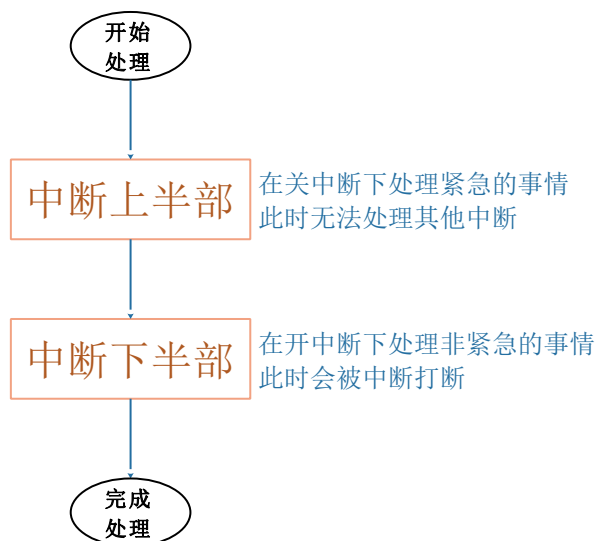 开始
处理
中断上半部
在关中断下处理紧急的事情
此时无法处理其他中断
中断下半部
在开中断下处理非紧急的事情
此时会被中断打断
完成
处理